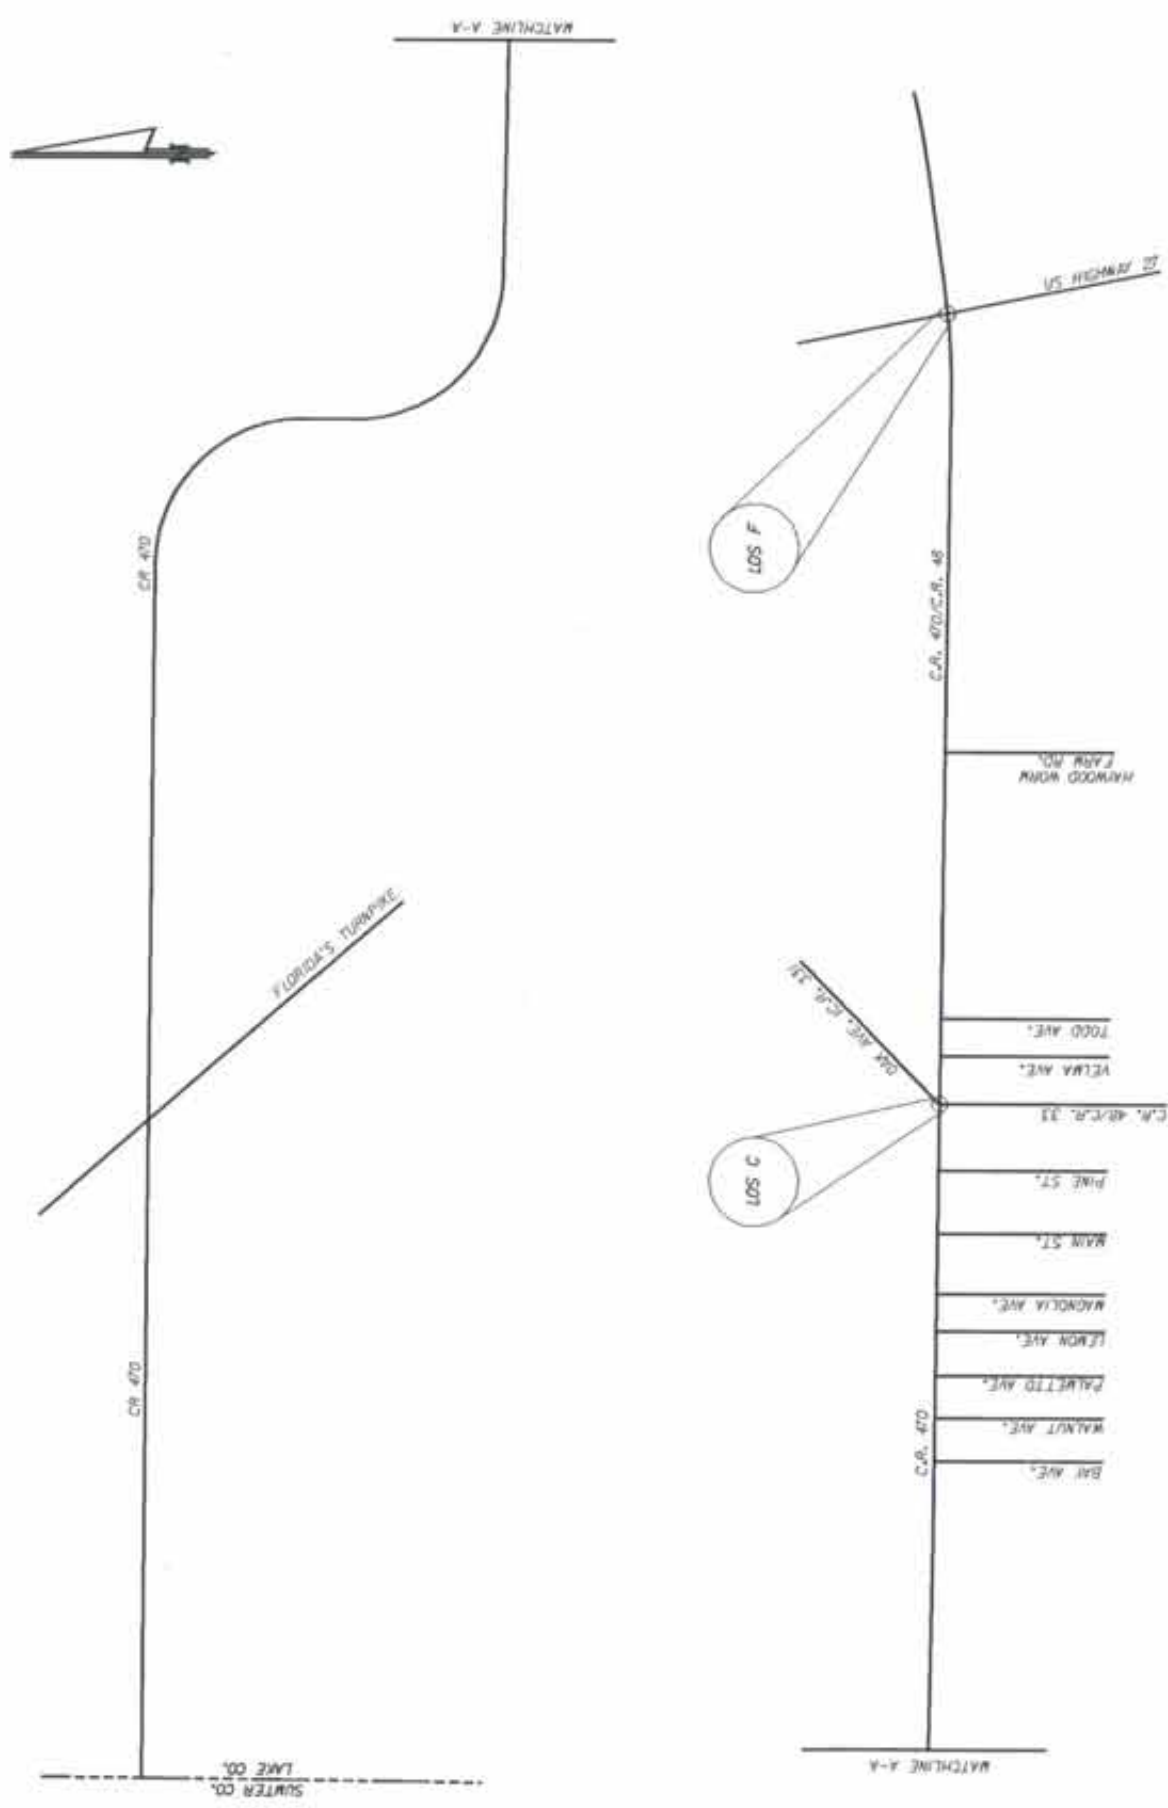 MATCHLINE A-A
N
CR 470
FLORIDA'S TURNPIKE
CR 470
LAKE CO.
SUMTER CO.
US HIGHWAY 27
LOS F
C.R. 470/C.R. 48
HAYWOOD WORM
FARM RD.
OAK AVE. (C.R. 33)
TODD AVE.
VELMA AVE.
C.R. 48/C.R. 33
LOS C
PINE ST.
MAIN ST.
MAGNOLIA AVE.
LEMON AVE.
PALMETTO AVE.
WALNUT AVE.
C.R. 470
BAY AVE.
MATCHLINE A-A